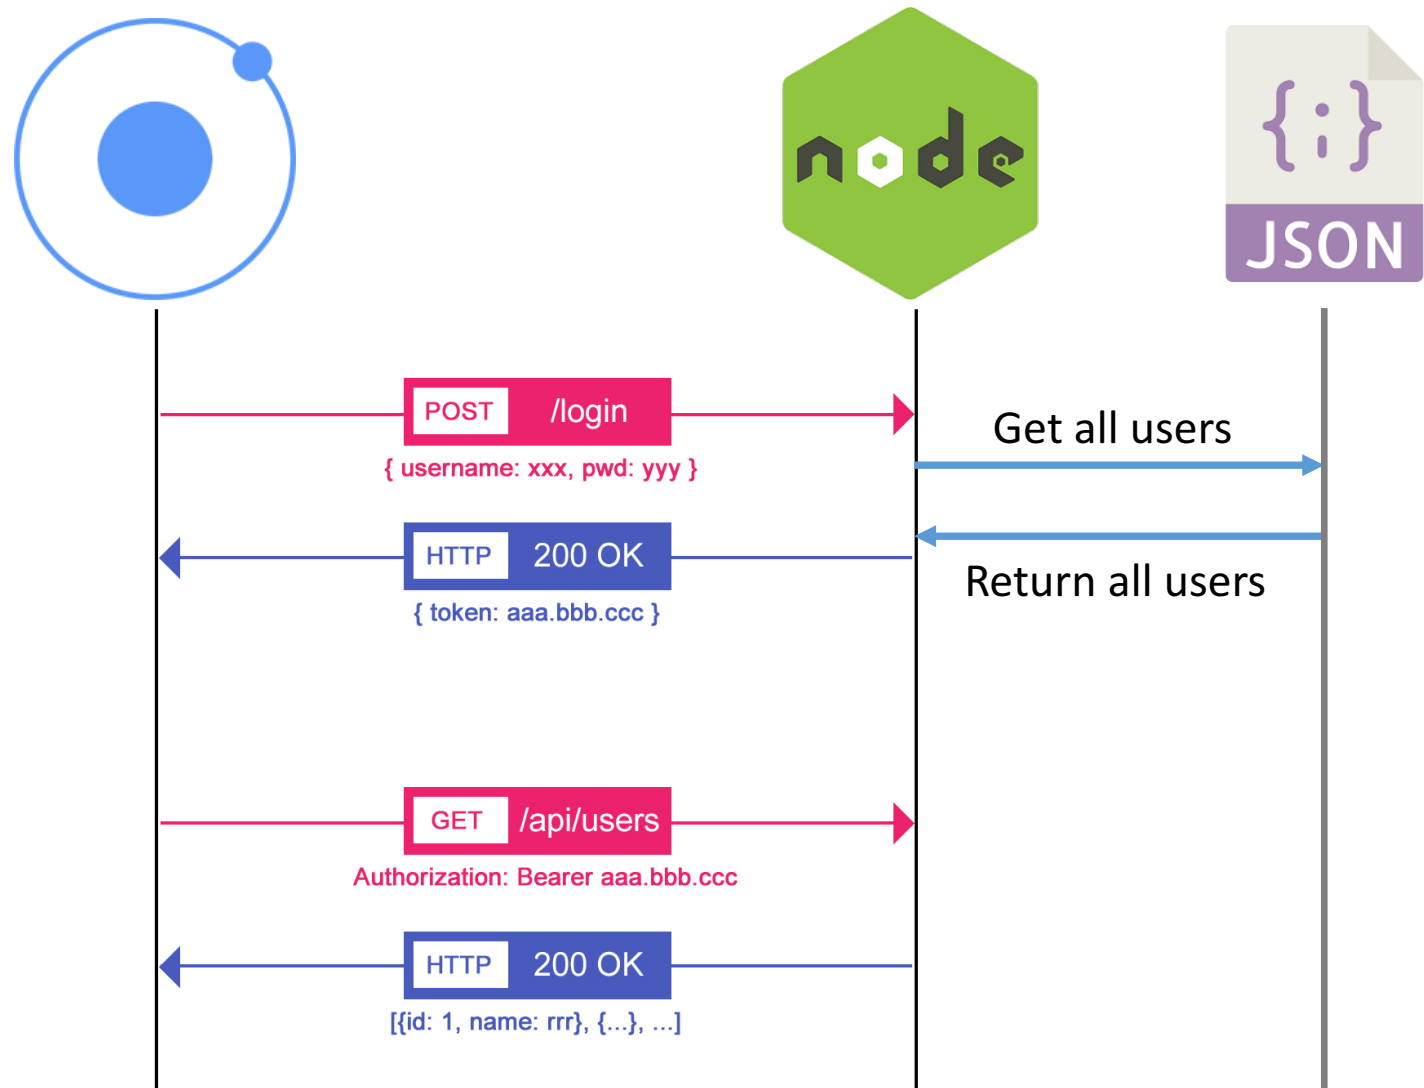 node
{;}
JSON
POST /login
{ username: xxx, pwd: yyy }
Get all users
HTTP 200 OK
{ token: aaa.bbb.ccc }
Return all users
GET /api/users
Authorization: Bearer aaa.bbb.ccc
HTTP 200 OK
[{id: 1, name: rrr}, {...}, ...]